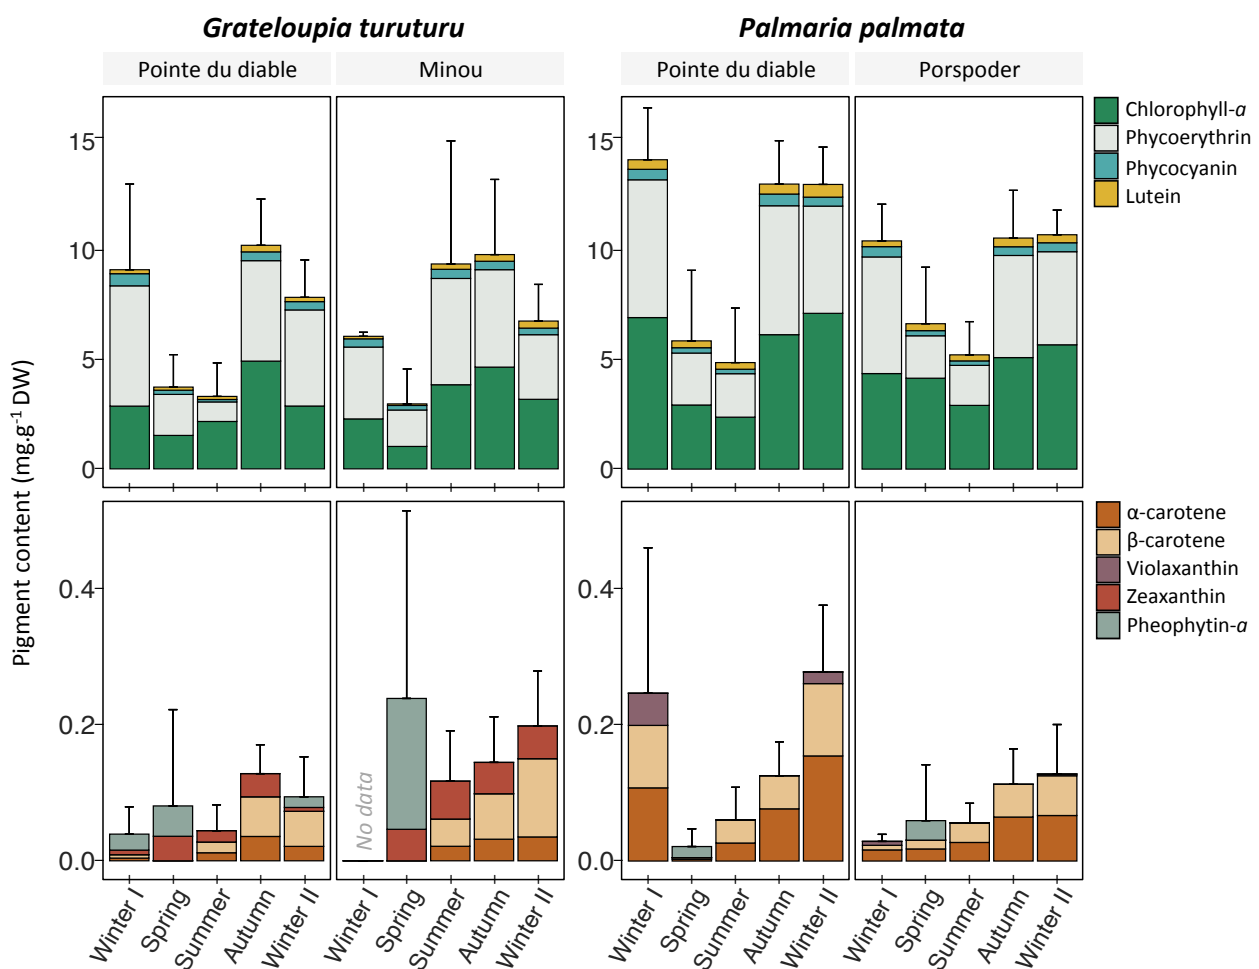 Grateloupia turuturu
Palmaria palmata
Pointe du diable
Minou
Pointe du diable
Porspoder
15
10
5
0
15
10
5
0
Chlorophyll-a
Phycoerythrin
Phycocyanin
Lutein
Pigment content (mg.g⁻¹ DW)
0.4
0.2
0.0
No data
0.4
0.2
0.0
α-carotene
β-carotene
Violaxanthin
Zeaxanthin
Pheophytin-a
Winter I
Spring
Summer
Autumn
Winter II
Winter I
Spring
Summer
Autumn
Winter II
Winter I
Spring
Summer
Autumn
Winter II
Winter I
Spring
Summer
Autumn
Winter II